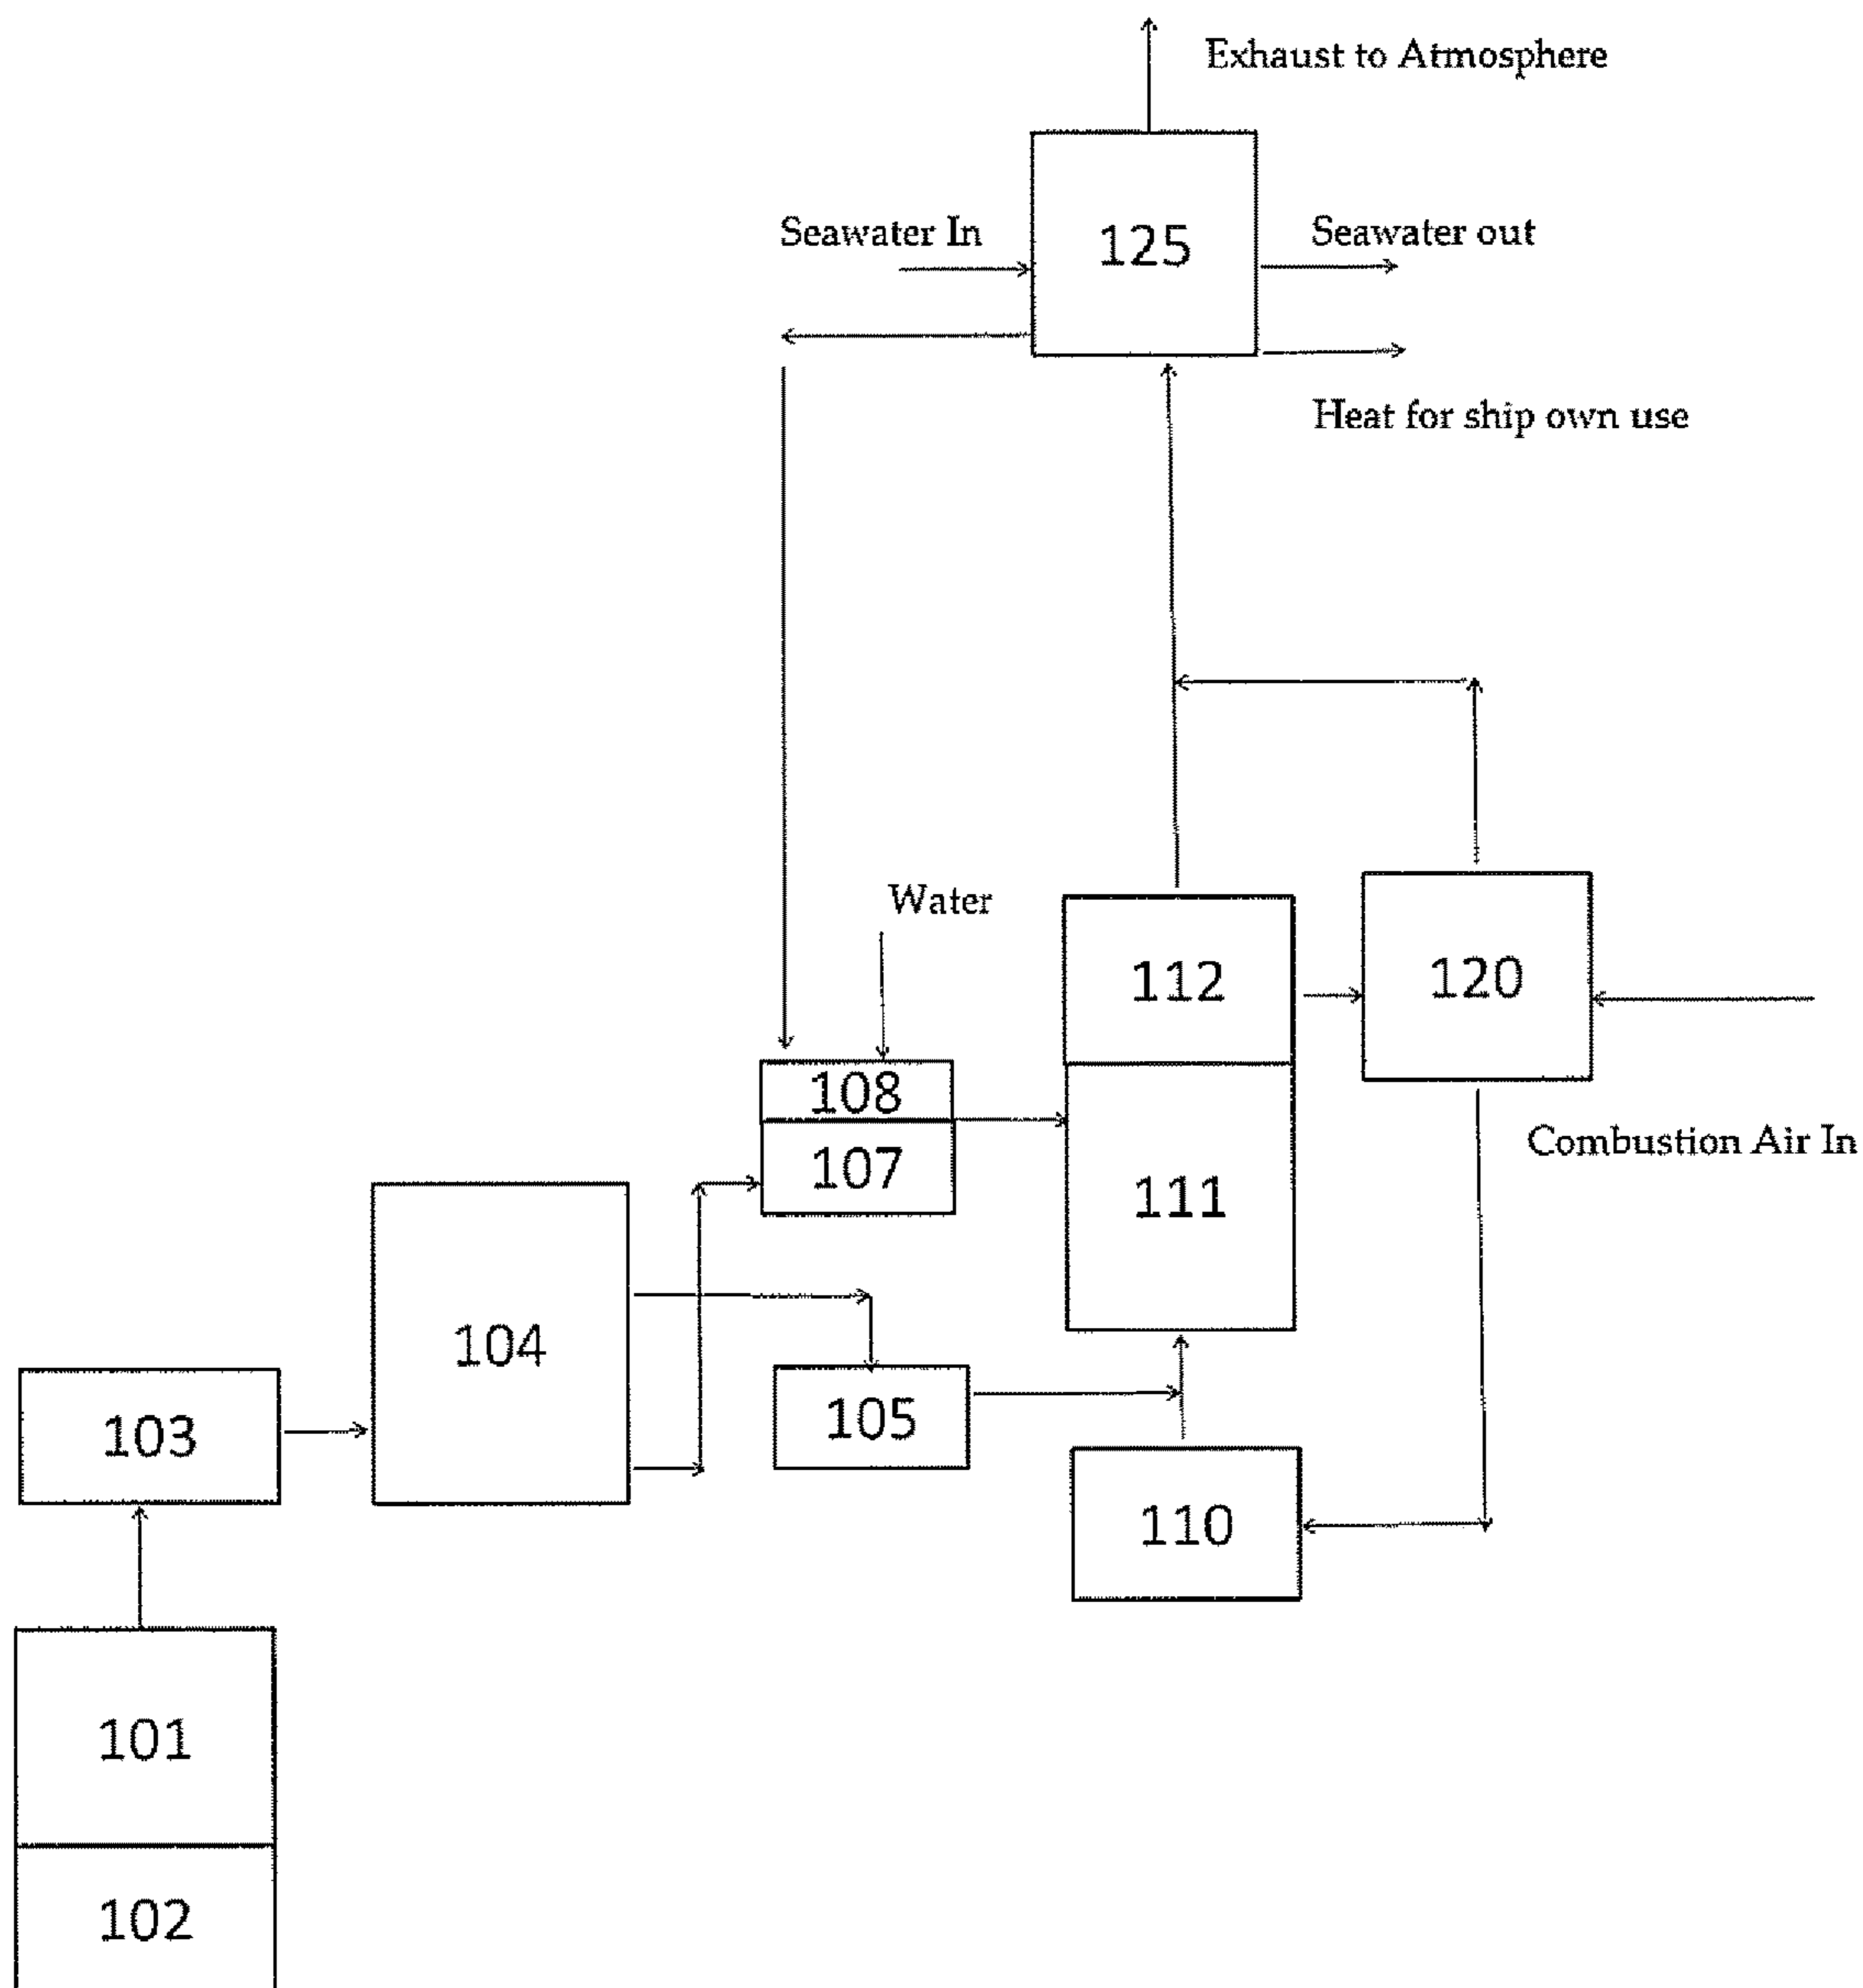 Exhaust to Atmosphere
Seawater In
125
Seawater out
Heat for ship own use
Water
112
120
108
107
111
Combustion Air In
104
103
105
110
101
102